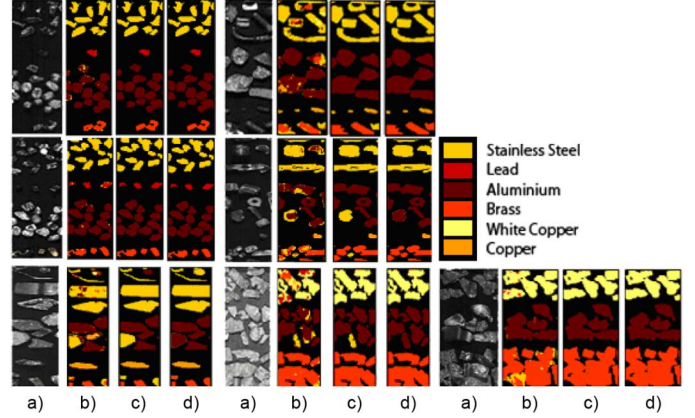 Stainless Steel
Lead
Aluminium
Brass
White Copper
Copper
a) b) c) d) a) b) c) d) a) b) c) d)